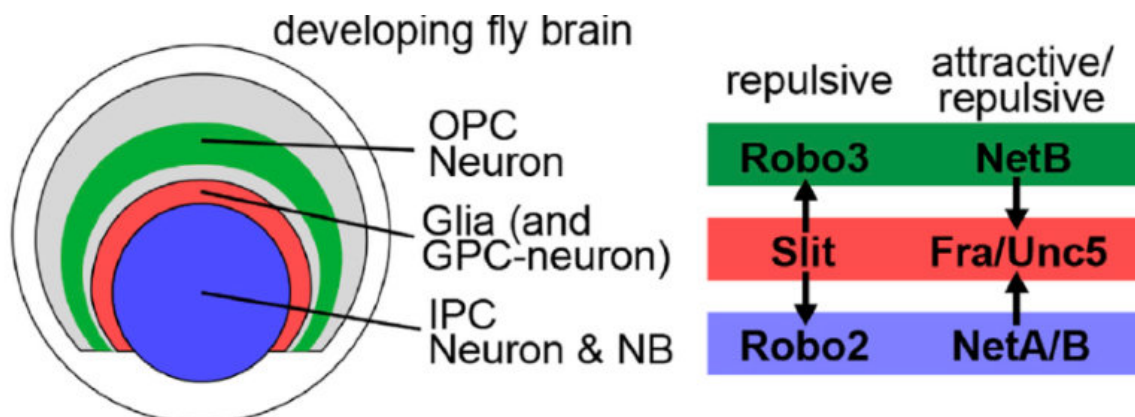 developing fly brain
OPC
Neuron
Glia (and
GPC-neuron)
IPC
Neuron & NB
repulsive
attractive/
repulsive
Robo3 NetB
Slit Fra/Unc5
Robo2 NetA/B